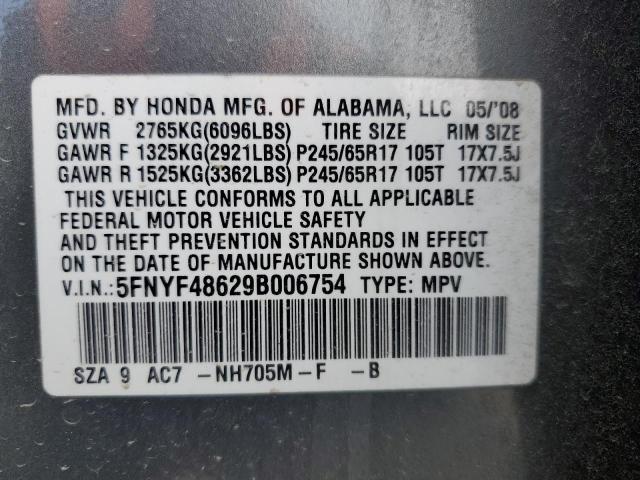 MFD. BY HONDA MFG. OF ALABAMA, LLC 05/'08
GVWR 2765KG(6096LBS) TIRE SIZE RIM SIZE
GAWR F 1325KG(2921LBS) P245/65R17 105T 17X7.5J
GAWR R 1525KG(3362LBS) P245/65R17 105T 17X7.5J
THIS VEHICLE CONFORMS TO ALL APPLICABLE
FEDERAL MOTOR VEHICLE SAFETY
AND THEFT PREVENTION STANDARDS IN EFFECT
ON THE DATE OF MANUFACTURE SHOWN ABOVE.
V.I.N.:5FNYF48629B006754 TYPE: MPV
SZA 9 AC7 -NH705M-F -B